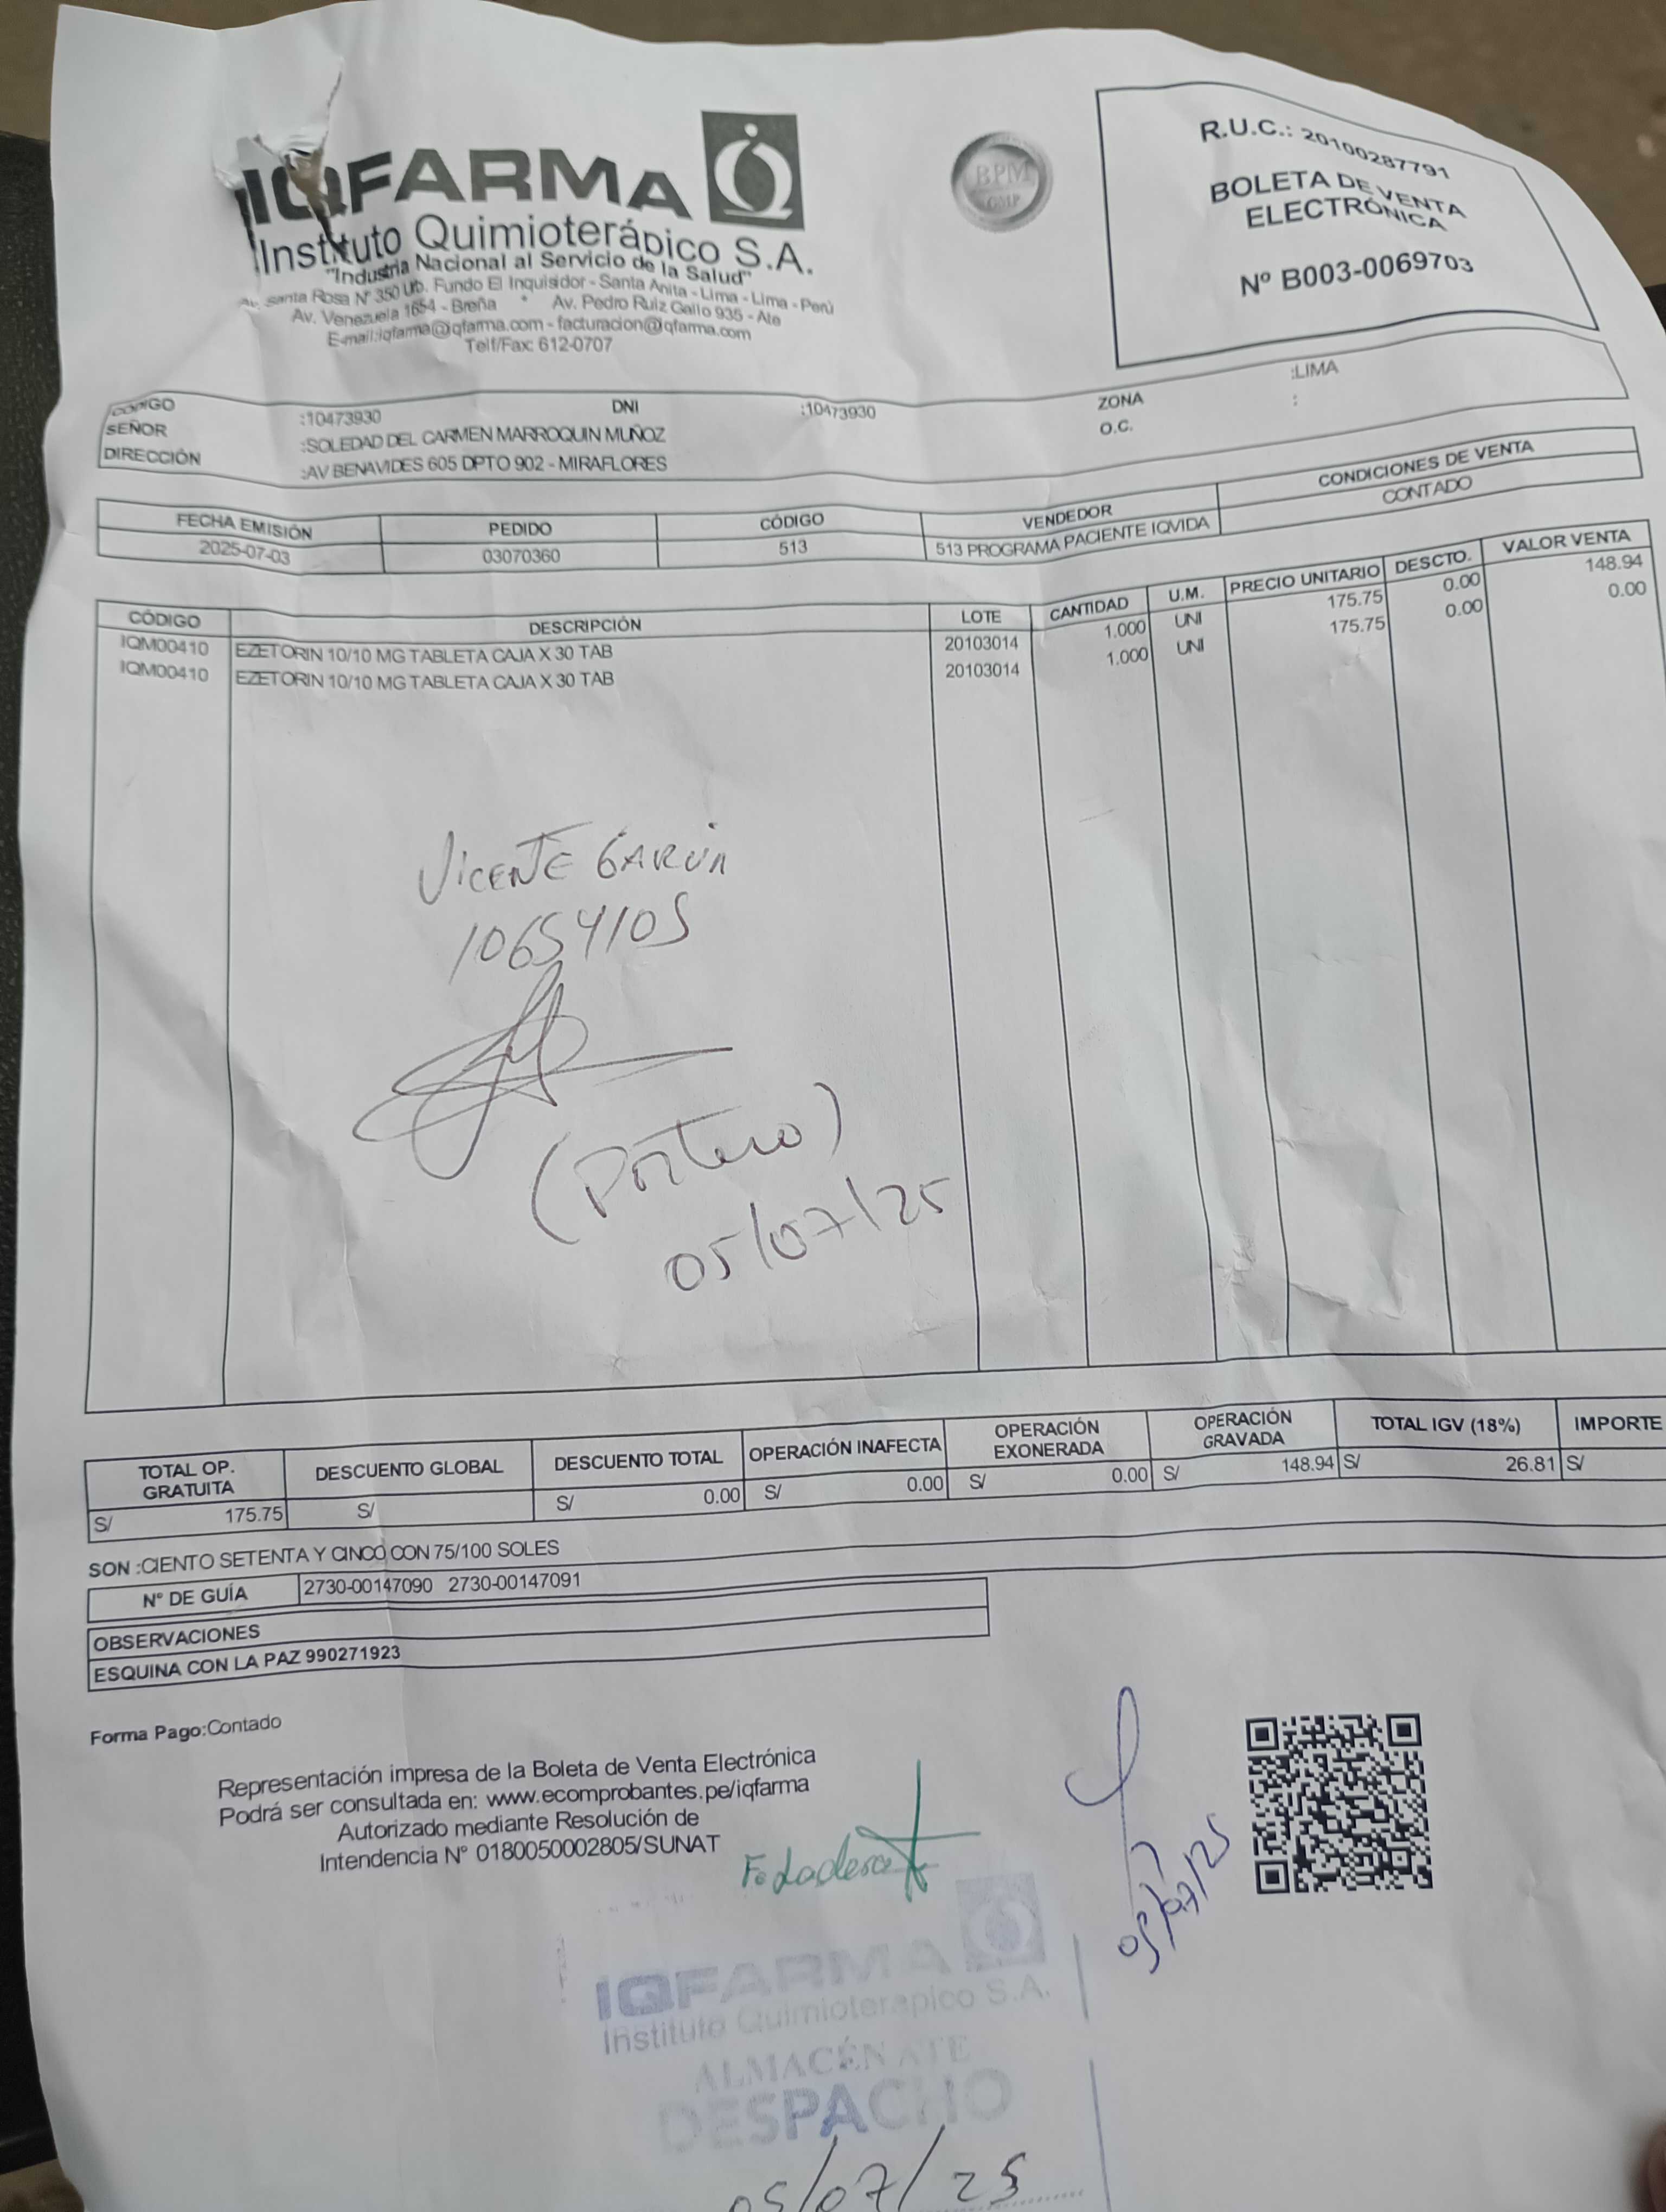 IQFARMA
Instituto Quimioterápico S.A.
"Industria Nacional al Servicio de la Salud"
Av. Santa Rosa N° 350 Urb. Fundo El Inquisidor - Santa Anita - Lima - Lima - Perú
Av. Venezuela 1654 - Breña * Av. Pedro Ruiz Gallo 935 - Ate
E-mail:iqfarma@iqfarma.com - facturacion@iqfarma.com
Telf/Fax: 612-0707
BPM
GMP
R.U.C.: 20100287791
BOLETA DE VENTA
ELECTRÓNICA
Nº B003-0069703
CÓDIGO :10473930 DNI :10473930 ZONA :LIMA
SEÑOR :SOLEDAD DEL CARMEN MARROQUIN MUÑOZ O.C. :
DIRECCIÓN :AV BENAVIDES 605 DPTO 902 - MIRAFLORES
FECHA EMISIÓN PEDIDO CÓDIGO VENDEDOR CONDICIONES DE VENTA
2025-07-03 03070360 513 513 PROGRAMA PACIENTE IQVIDA CONTADO
CÓDIGO DESCRIPCIÓN LOTE CANTIDAD U.M. PRECIO UNITARIO DESCTO. VALOR VENTA
IQM00410 EZETORIN 10/10 MG TABLETA CAJA X 30 TAB 20103014 1.000 UNI 175.75 0.00 148.94
IQM00410 EZETORIN 10/10 MG TABLETA CAJA X 30 TAB 20103014 1.000 UNI 175.75 0.00 0.00
VICENTE GARCIA
10654105
(Portero)
05/07/25
TOTAL OP. GRATUITA DESCUENTO GLOBAL DESCUENTO TOTAL OPERACIÓN INAFECTA OPERACIÓN EXONERADA OPERACIÓN GRAVADA TOTAL IGV (18%) IMPORTE
S/ 175.75 S/ S/ 0.00 S/ 0.00 S/ 0.00 S/ 148.94 S/ 26.81 S/
SON :CIENTO SETENTA Y CINCO CON 75/100 SOLES
N° DE GUÍA 2730-00147090 2730-00147091
OBSERVACIONES
ESQUINA CON LA PAZ 990271923
Forma Pago:Contado
Representación impresa de la Boleta de Venta Electrónica
Podrá ser consultada en: www.ecomprobantes.pe/iqfarma
Autorizado mediante Resolución de
Intendencia N° 0180050002805/SUNAT
05/07/25
IQFARMA
Instituto Quimioterapico S.A.
ALMACÉN ATE
DESPACHO
05/07/25